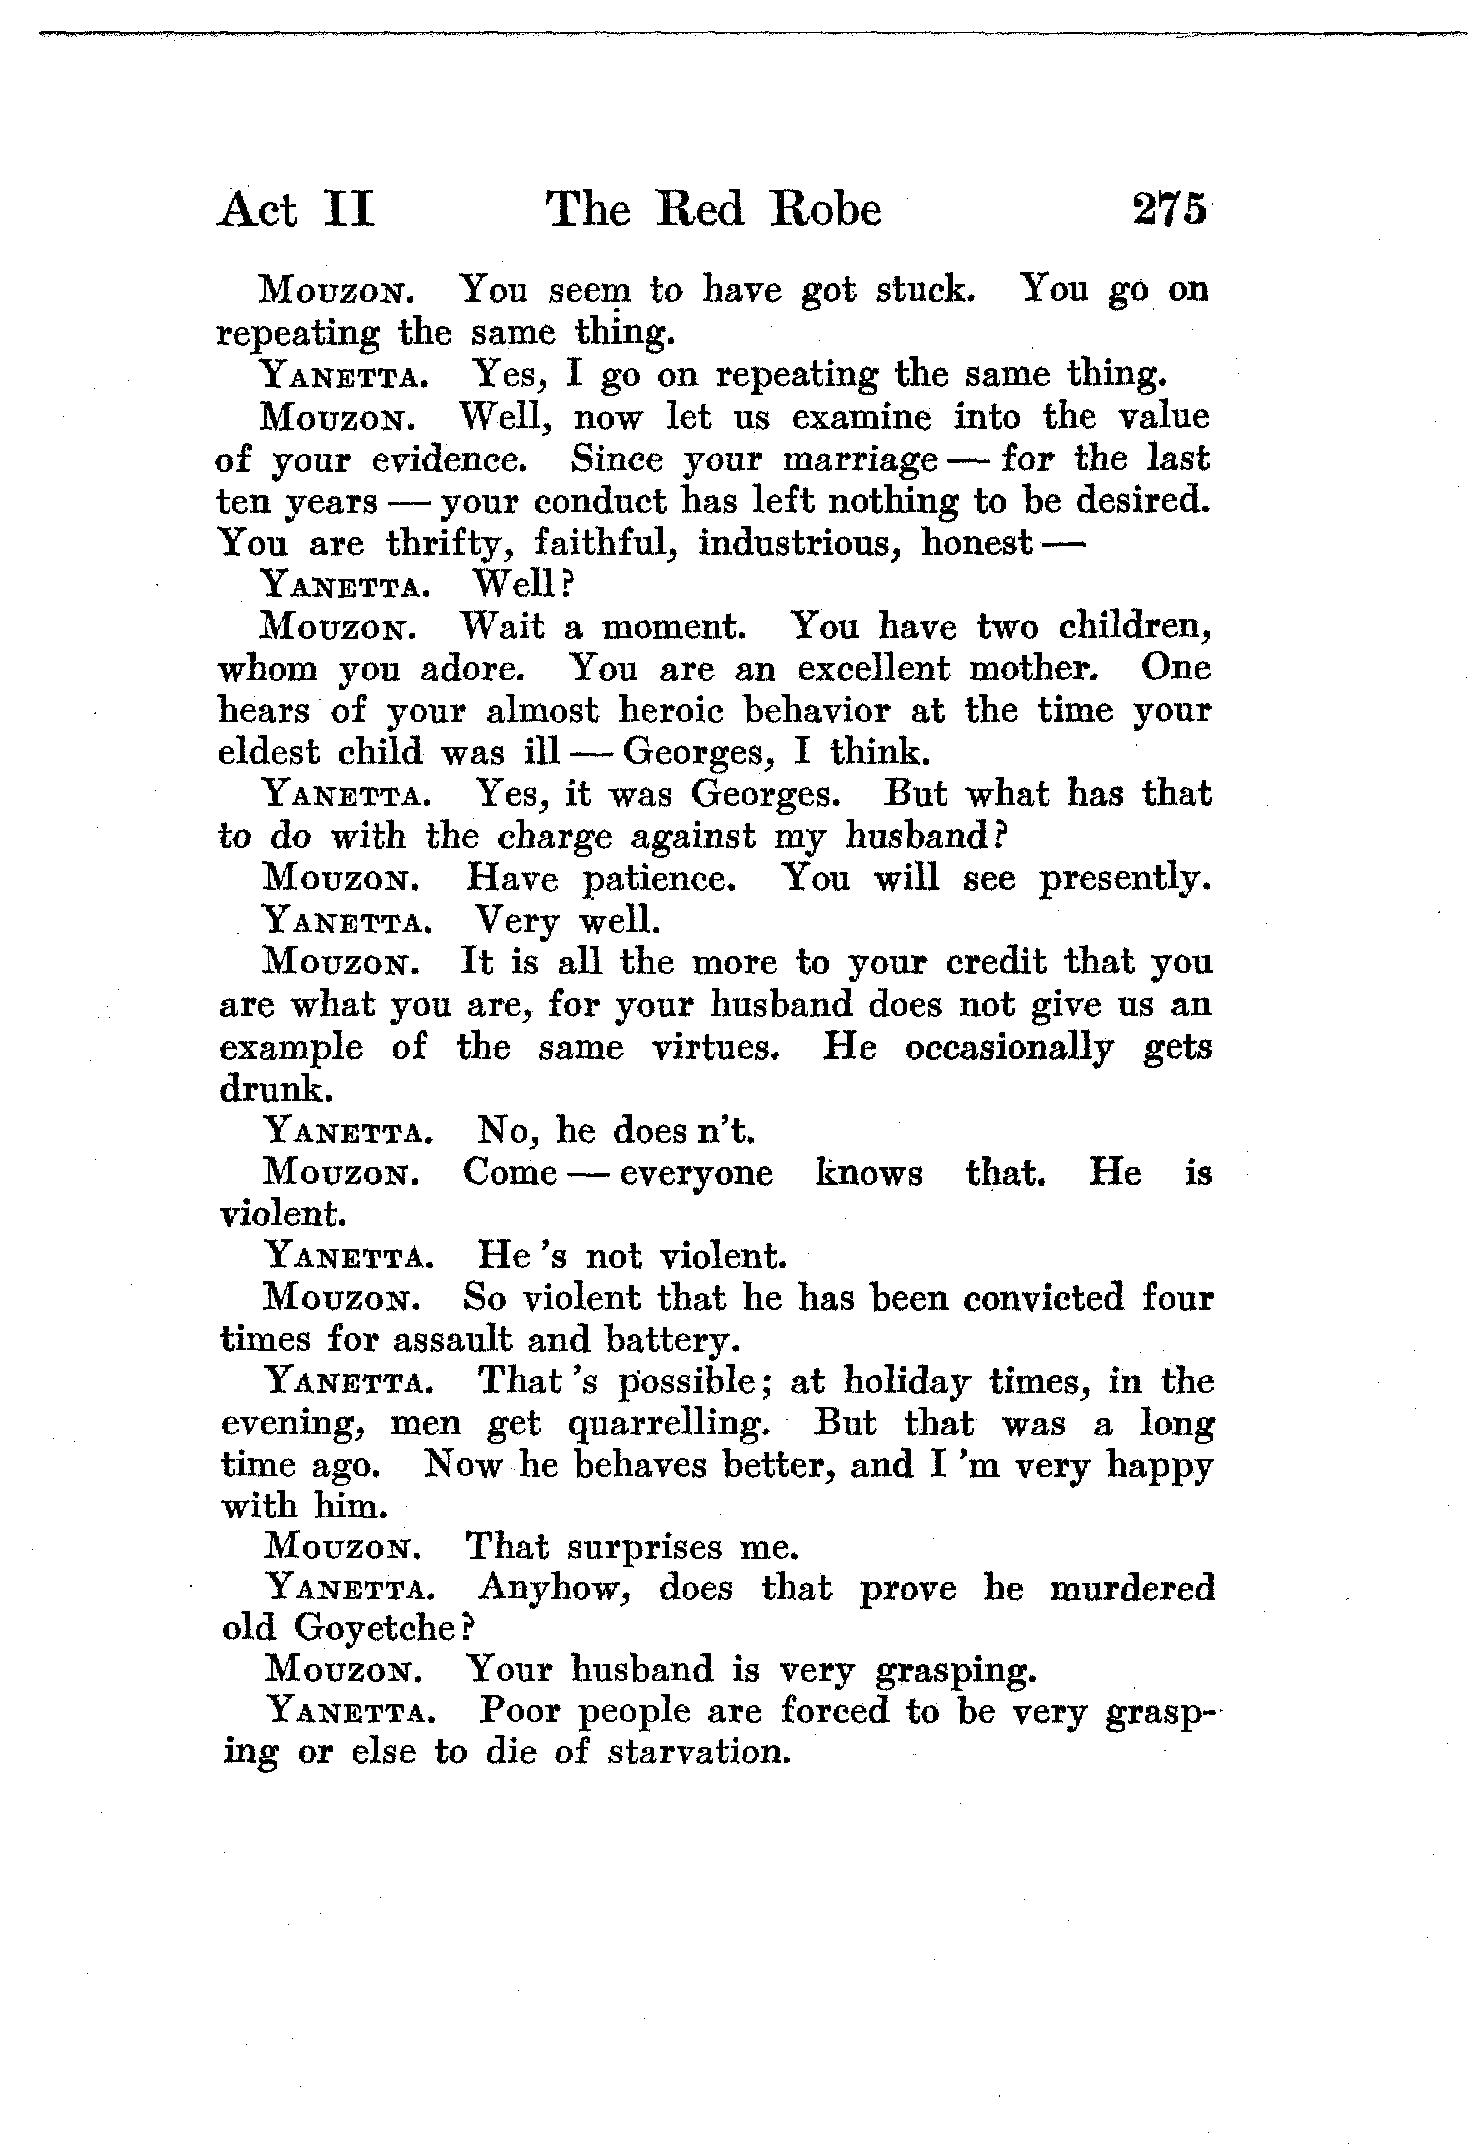 Act II The Red Robe 275
MOUZON. You seem to have got stuck. You go on
repeating the same thing.
YANETTA. Yes, I go on repeating the same thing.
MOUZON. Well, now let us examine into the value
of your evidence. Since your marriage — for the last
ten years — your conduct has left nothing to be desired.
You are thrifty, faithful, industrious, honest —
YANETTA. Well?
MOUZON. Wait a moment. You have two children,
whom you adore. You are an excellent mother. One
hears of your almost heroic behavior at the time your
eldest child was ill — Georges, I think.
YANETTA. Yes, it was Georges. But what has that
to do with the charge against my husband?
MOUZON. Have patience. You will see presently.
YANETTA. Very well.
MOUZON. It is all the more to your credit that you
are what you are, for your husband does not give us an
example of the same virtues. He occasionally gets
drunk.
YANETTA. No, he does n't.
MOUZON. Come — everyone knows that. He is
violent.
YANETTA. He 's not violent.
MOUZON. So violent that he has been convicted four
times for assault and battery.
YANETTA. That 's possible; at holiday times, in the
evening, men get quarrelling. But that was a long
time ago. Now he behaves better, and I 'm very happy
with him.
MOUZON. That surprises me.
YANETTA. Anyhow, does that prove he murdered
old Goyetche?
MOUZON. Your husband is very grasping.
YANETTA. Poor people are forced to be very grasp-
ing or else to die of starvation.